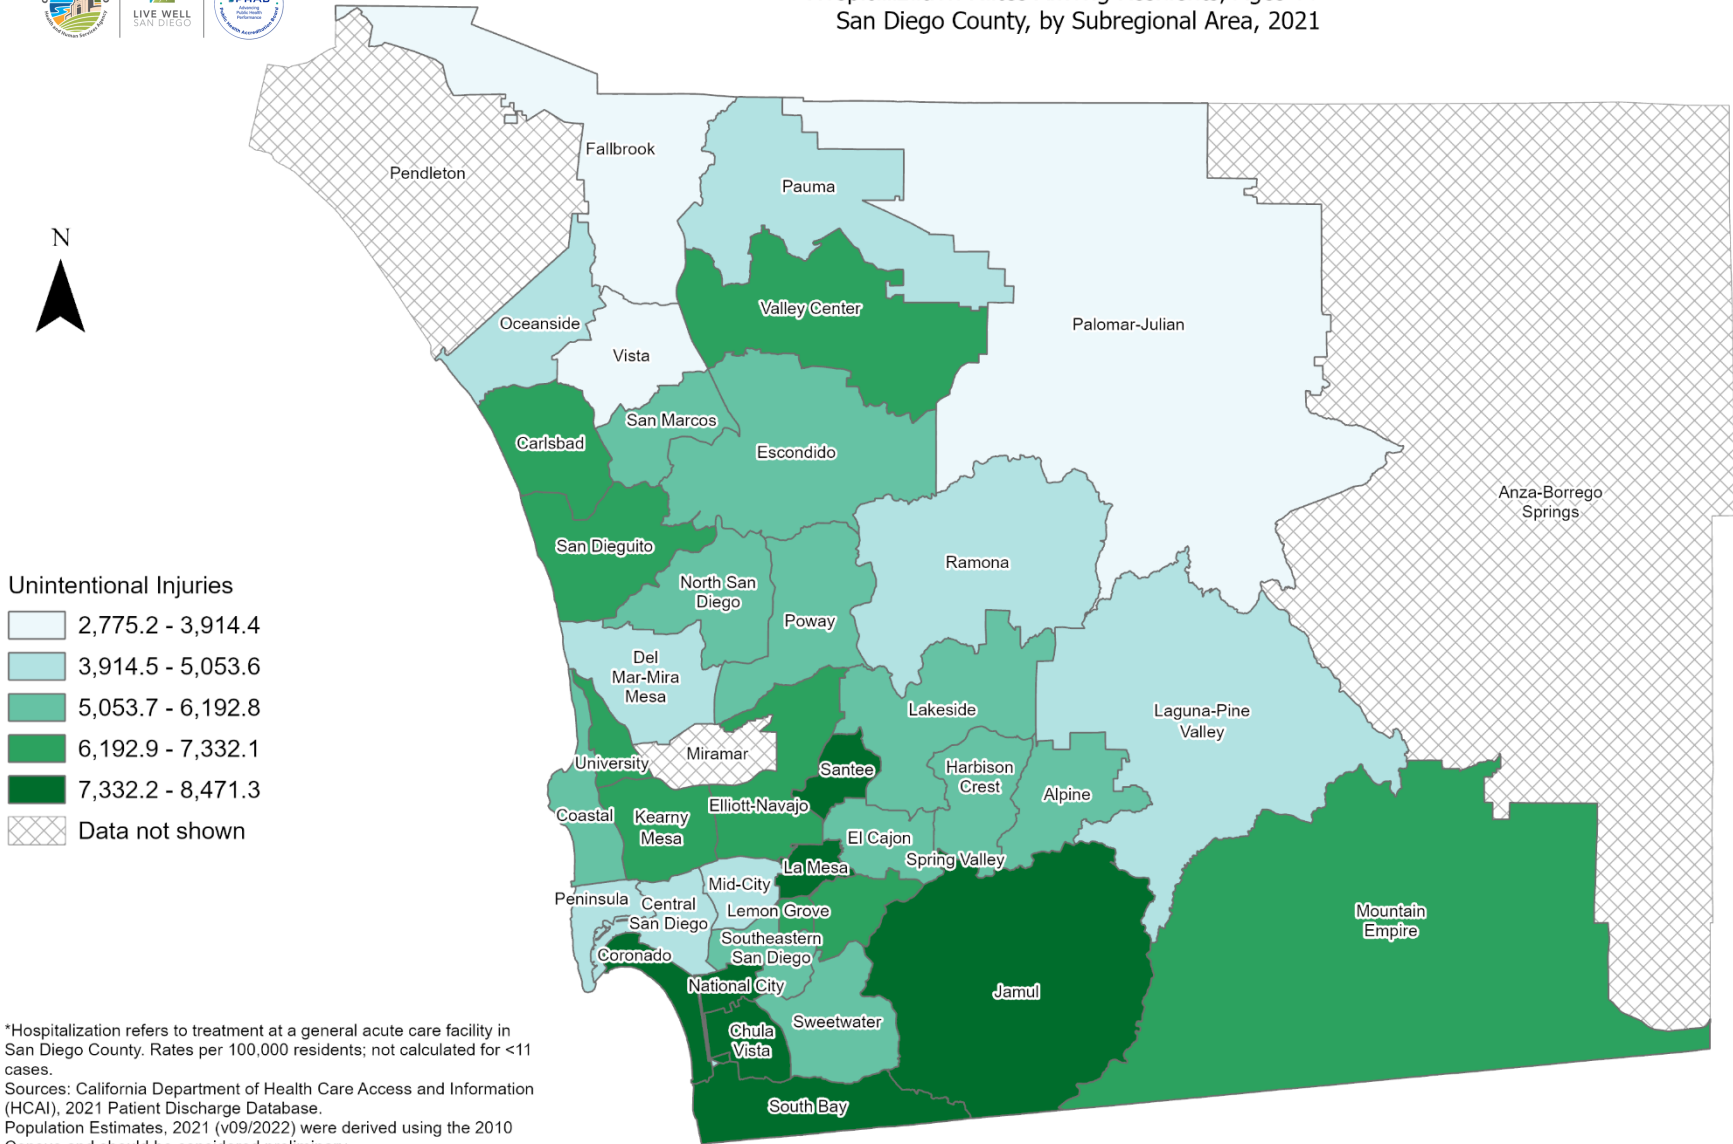 LIVE WELL
SAN DIEGO
Advancing
Public Health
Performance
San Diego County, by Subregional Area, 2021
N
Pendleton
Fallbrook
Pauma
Oceanside
Valley Center
Vista
Palomar-Julian
San Marcos
Carlsbad
Escondido
Anza-Borrego
Springs
San Dieguito
Ramona
North San
Diego
Poway
Del
Mar-Mira
Mesa
Lakeside
Laguna-Pine
Valley
Miramar
University
Santee
Harbison
Crest
Alpine
Elliott-Navajo
Coastal
Kearny
Mesa
El Cajon
Spring Valley
La Mesa
Mid-City
Peninsula
Central
San Diego
Lemon Grove
Mountain
Empire
Southeastern
San Diego
Coronado
National City
Jamul
Chula
Vista
Sweetwater
South Bay
Unintentional Injuries
2,775.2 - 3,914.4
3,914.5 - 5,053.6
5,053.7 - 6,192.8
6,192.9 - 7,332.1
7,332.2 - 8,471.3
Data not shown
*Hospitalization refers to treatment at a general acute care facility in
San Diego County. Rates per 100,000 residents; not calculated for <11
cases.
Sources: California Department of Health Care Access and Information
(HCAI), 2021 Patient Discharge Database.
Population Estimates, 2021 (v09/2022) were derived using the 2010